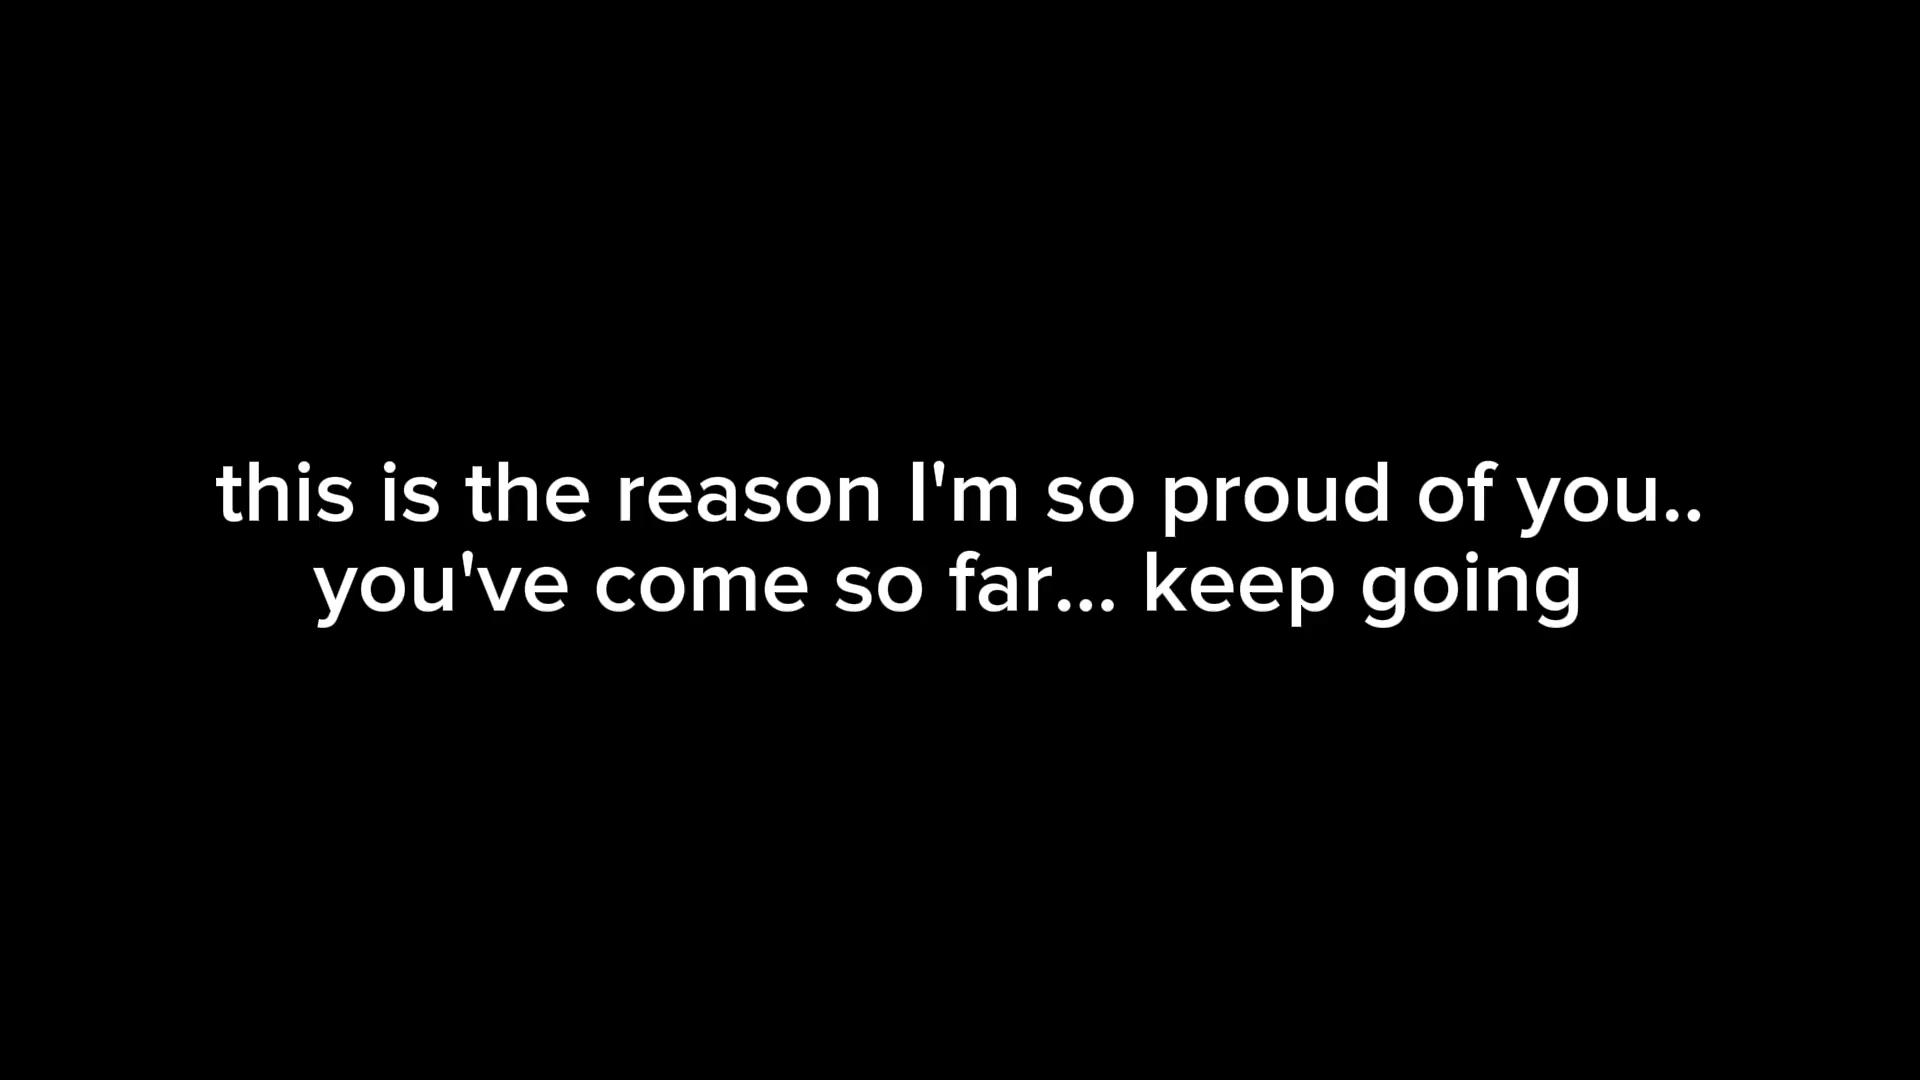 this is the reason I'm so proud of you..
you've come so far... keep going